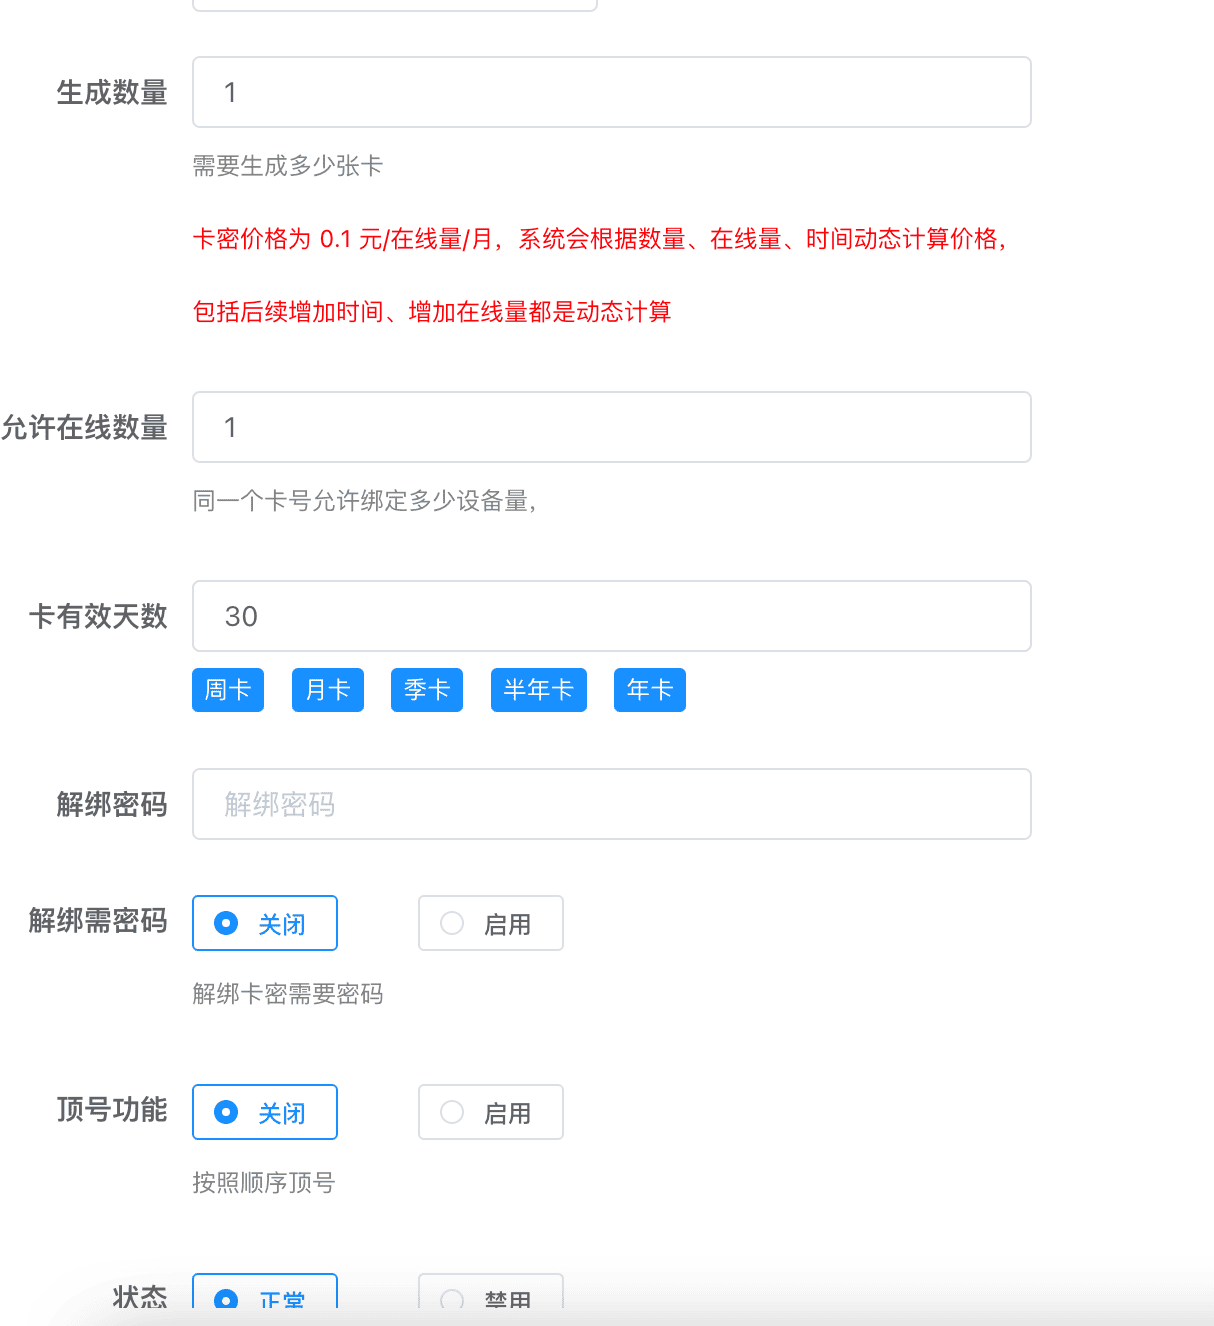 生成数量
1
需要生成多少张卡
卡密价格为 0.1 元/在线量/月，系统会根据数量、在线量、时间动态计算价格，
包括后续增加时间、增加在线量都是动态计算
允许在线数量
1
同一个卡号允许绑定多少设备量，
卡有效天数
30
周卡 月卡 季卡 半年卡 年卡
解绑密码
解绑密码
解绑需密码
关闭 启用
解绑卡密需要密码
顶号功能
关闭 启用
按照顺序顶号
状态
正常 禁用